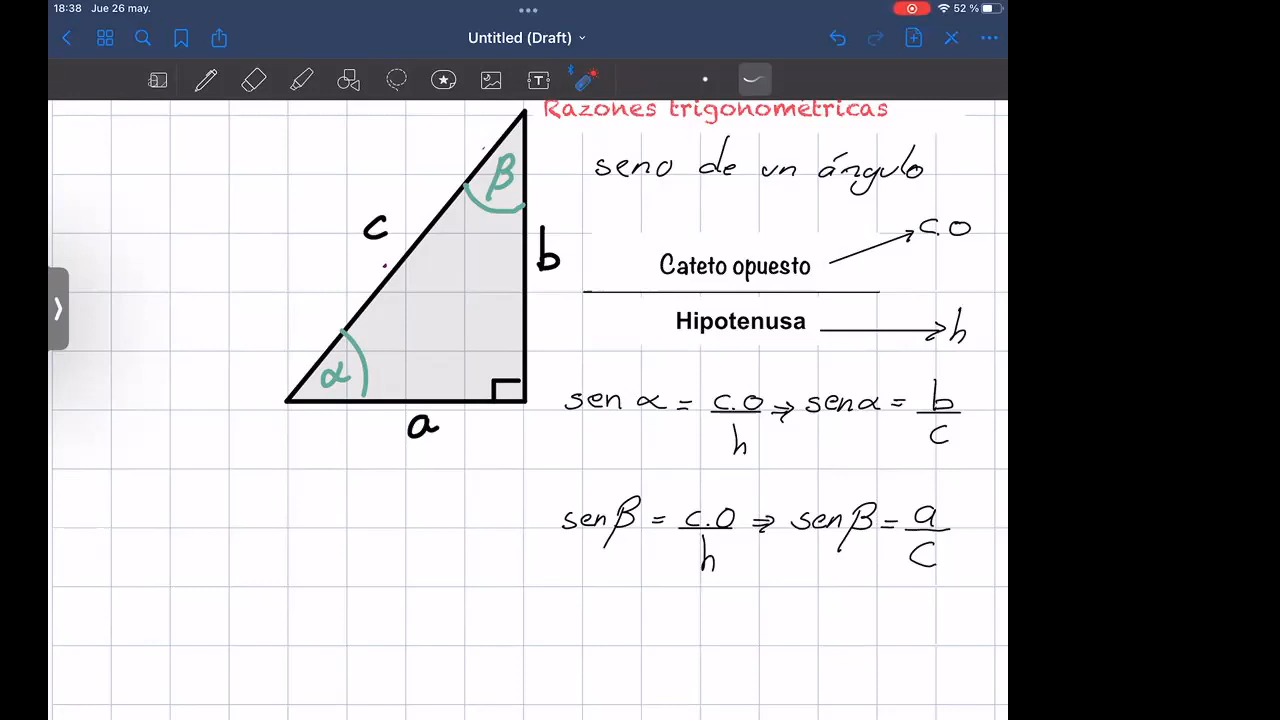 18:38 Jue 26 may.
52 %
Untitled (Draft)
T
Razones trigonométricas
seno de un ángulo
β
c
b
α
a
Cateto opuesto → c.o
Hipotenusa → h
sen α = c.o/h ⇒ sen α = b/c
sen β = c.o/h ⇒ sen β = a/c